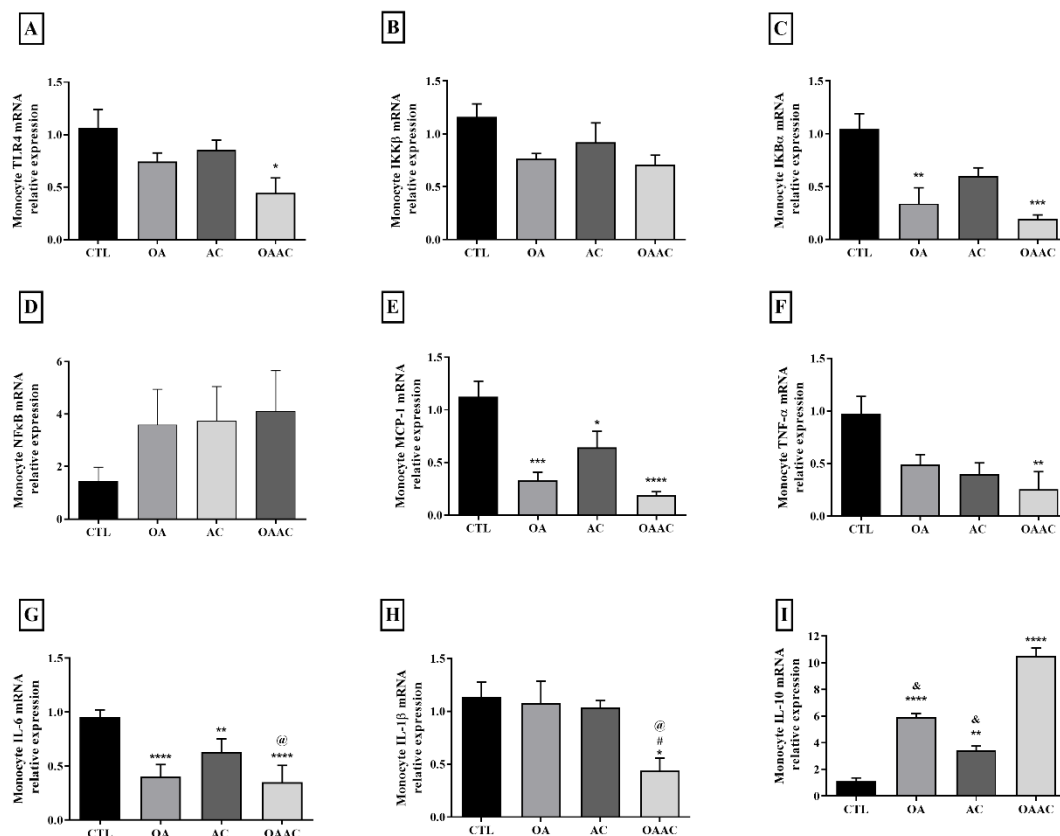 A
Monocyte TLR4 mRNA
relative expression
1.5
1.0
0.5
0.0
*
CTL OA AC OAAC
B
Monocyte IKKβ mRNA
relative expression
1.5
1.0
0.5
0.0
CTL OA AC OAAC
C
Monocyte IKBα mRNA
relative expression
1.5
1.0
0.5
0.0
** ***
CTL OA AC OAAC
D
Monocyte NFκB mRNA
relative expression
6
4
2
0
CTL OA AC OAAC
E
Monocyte MCP-1 mRNA
relative expression
1.5
1.0
0.5
0.0
*** * ****
CTL OA AC OAAC
F
Monocyte TNF-α mRNA
relative expression
1.5
1.0
0.5
0.0
**
CTL OA AC OAAC
G
Monocyte IL-6 mRNA
relative expression
1.5
1.0
0.5
0.0
@
**** ** ****
CTL OA AC OAAC
H
Monocyte IL-1β mRNA
relative expression
1.5
1.0
0.5
0.0
@
#
*
CTL OA AC OAAC
I
Monocyte IL-10 mRNA
relative expression
12
10
8
6
4
2
0
****
&
****
&
**
CTL OA AC OAAC